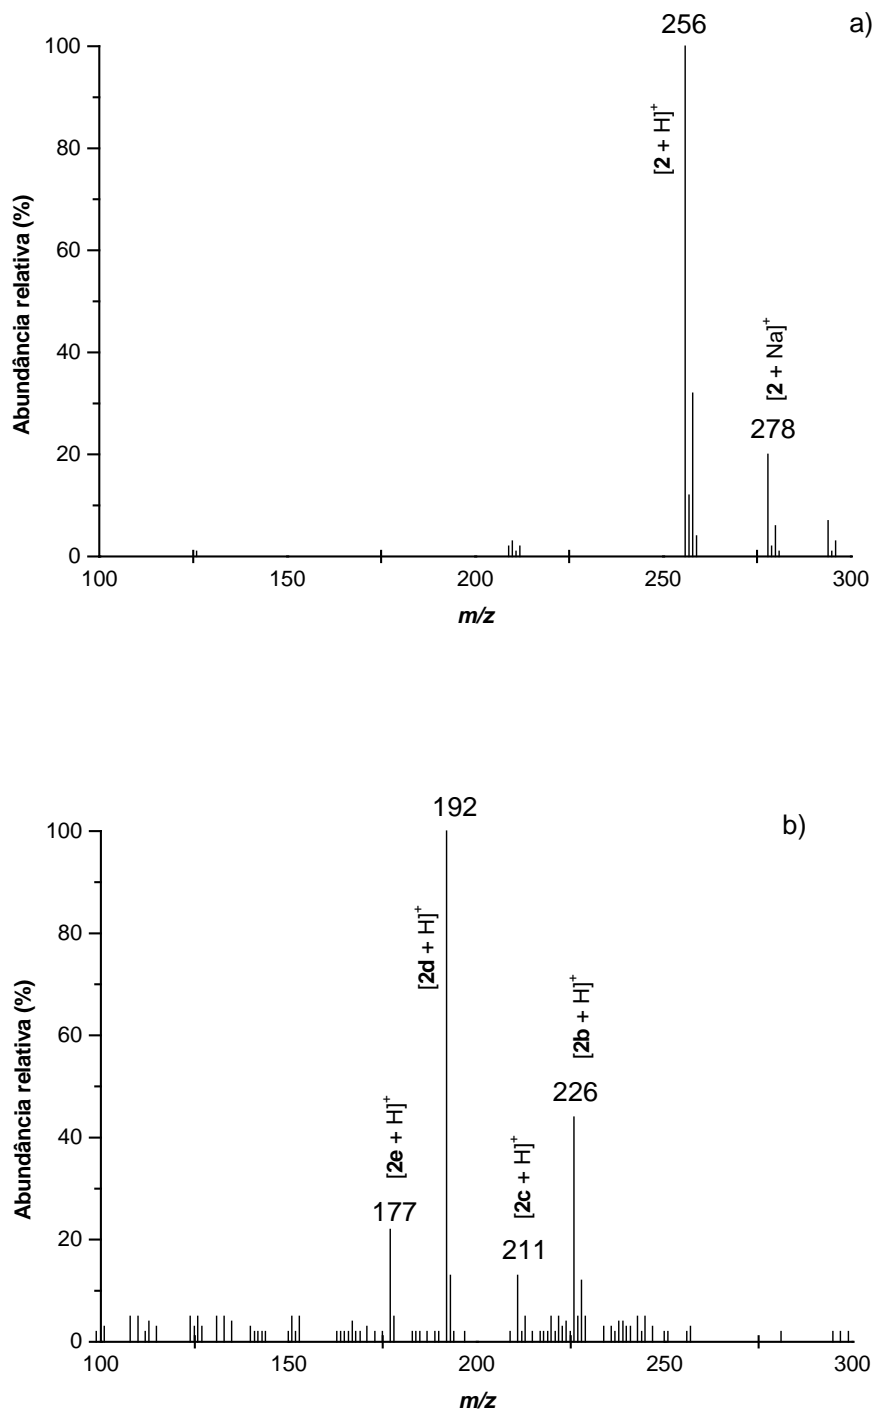 256
a)
100
80
60
40
20
0
Abundância relativa (%)
[2 + H]⁺
[2 + Na]⁺
278
100
150
200
250
300
m/z
192
b)
100
80
60
40
20
0
Abundância relativa (%)
[2d + H]⁺
[2b + H]⁺
226
[2e + H]⁺
177
[2c + H]⁺
211
100
150
200
250
300
m/z